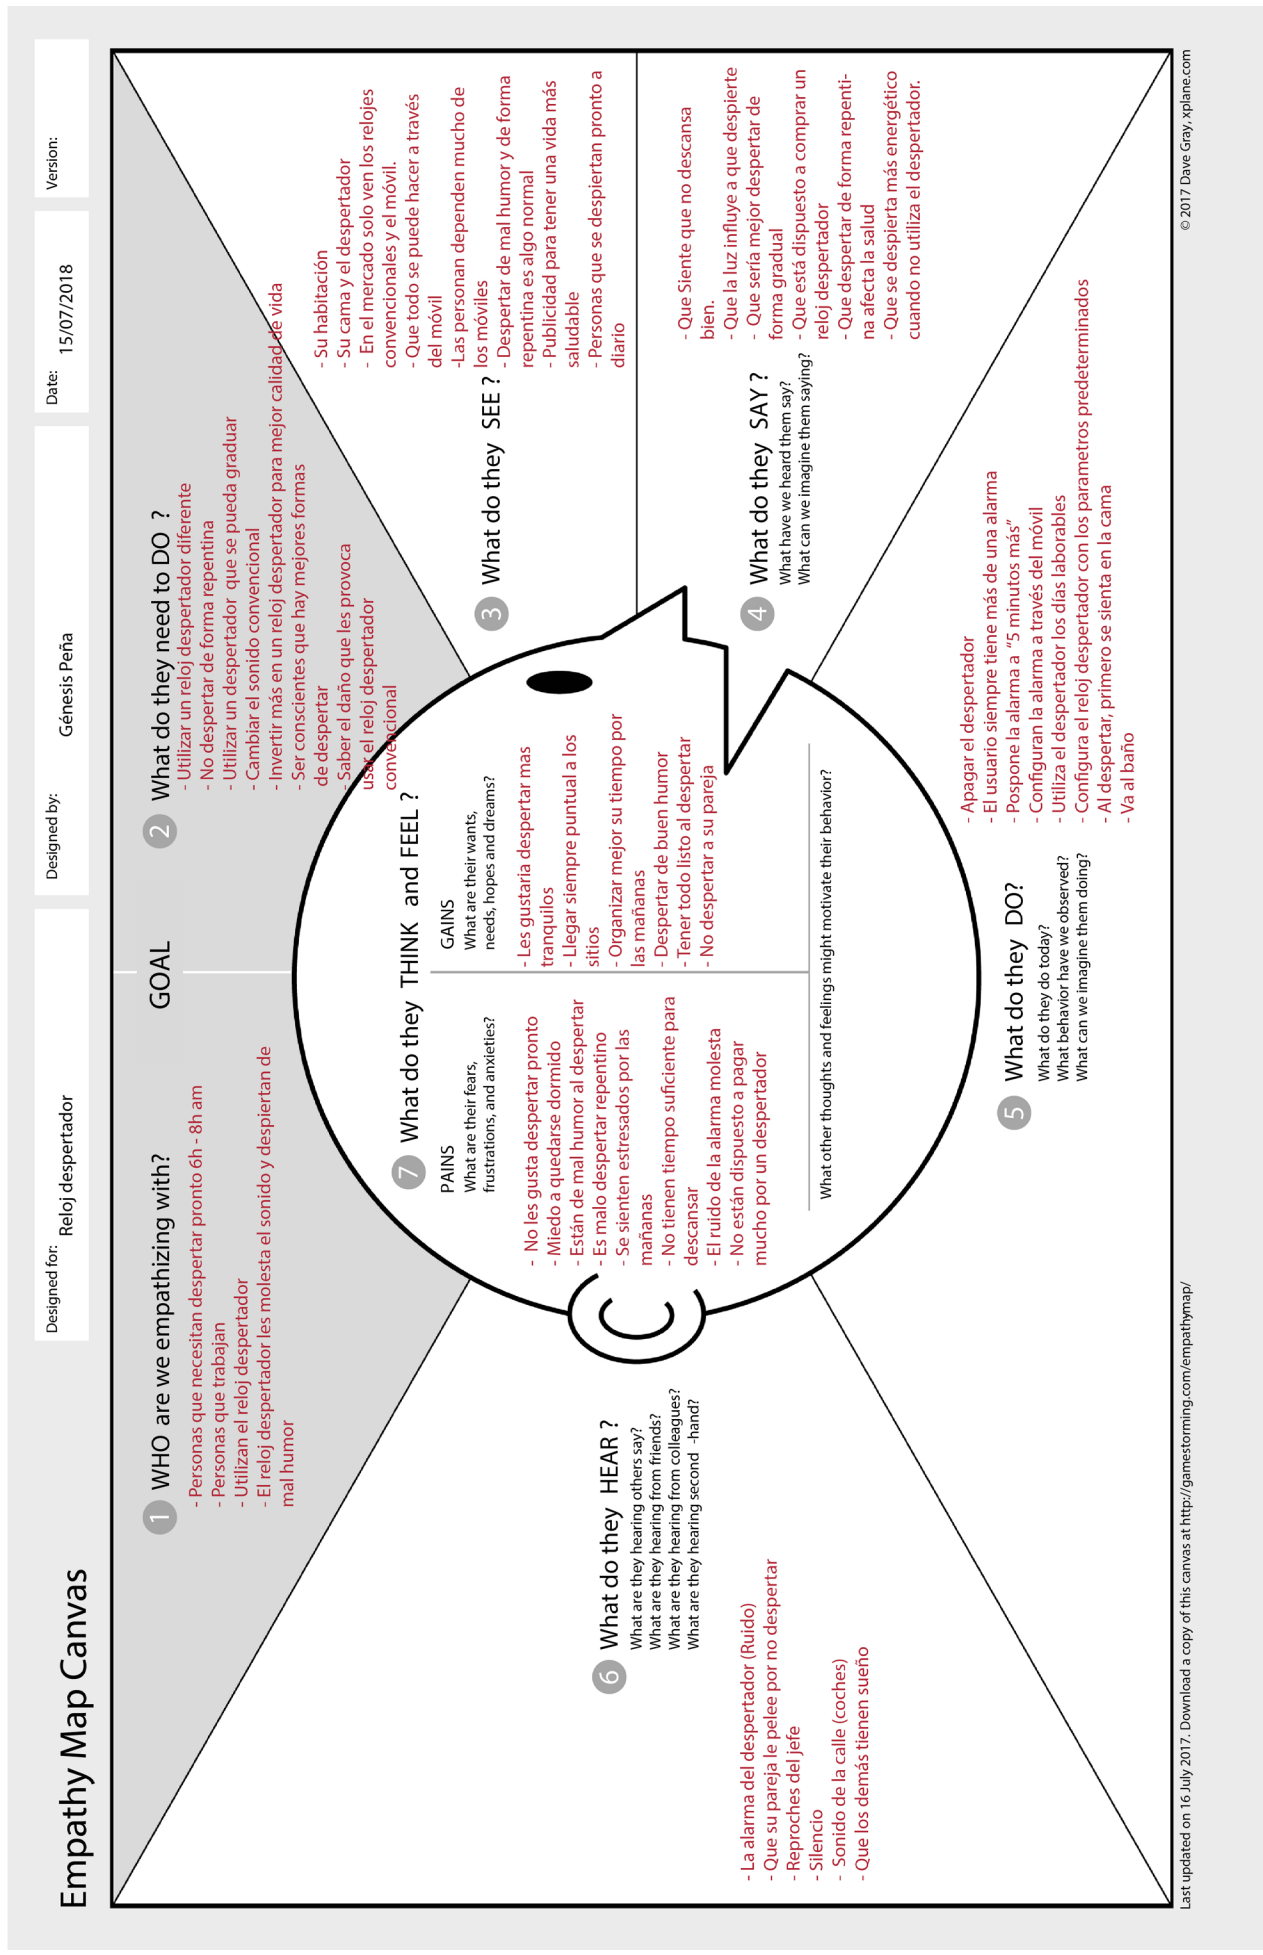 Empathy Map Canvas
Designed for:
Reloj despertador
Designed by:
Génesis Peña
Date:
15/07/2018
Version:
GOAL
1 WHO are we empathizing with?
- Personas que necesitan despertar pronto 6h - 8h am
- Personas que trabajan
- Utilizan el reloj despertador
- El reloj despertador les molesta el sonido y despiertan de
mal humor
2 What do they need to DO ?
- Utilizar un reloj despertador diferente
- No despertar de forma repentina
- Utilizar un despertador que se pueda graduar
- Cambiar el sonido convencional
- Invertir más en un reloj despertador para mejor calidad de vida
- Ser conscientes que hay mejores formas
de despertar
- Saber el daño que les provoca
usar el reloj despertador
convencional
3 What do they SEE ?
- Su habitación
- Su cama y el despertador
- En el mercado solo ven los relojes
convencionales y el móvil.
- Que todo se puede hacer a través
del móvil
-Las personan dependen mucho de
los móviles
- Despertar de mal humor y de forma
repentina es algo normal
- Publicidad para tener una vida más
saludable
- Personas que se despiertan pronto a
diario
4 What do they SAY ?
What have we heard them say?
What can we imagine them saying?
- Que Siente que no descansa
bien.
- Que la luz influye a que despierte
- Que sería mejor despertar de
forma gradual
- Que está dispuesto a comprar un
reloj despertador
- Que despertar de forma repenti-
na afecta la salud
- Que se despierta más energético
cuando no utiliza el despertador.
5 What do they DO?
What do they do today?
What behavior have we observed?
What can we imagine them doing?
- Apagar el despertador
- El usuario siempre tiene más de una alarma
- Pospone la alarma a "5 minutos más"
- Configuran la alarma a través del móvil
- Utiliza el despertador los días laborables
- Configura el reloj despertador con los parametros predeterminados
- Al despertar, primero se sienta en la cama
- Va al baño
6 What do they HEAR ?
What are they hearing others say?
What are they hearing from friends?
What are they hearing from colleagues?
What are they hearing second -hand?
- La alarma del despertador (Ruido)
- Que su pareja le pelee por no despertar
- Reproches del jefe
- Silencio
- Sonido de la calle (coches)
- Que los demás tienen sueño
7 What do they THINK and FEEL ?
PAINS
What are their fears,
frustrations, and anxieties?
- No les gusta despertar pronto
- Miedo a quedarse dormido
- Están de mal humor al despertar
- Es malo despertar repentino
- Se sienten estresados por las
mañanas
- No tienen tiempo suficiente para
descansar
- El ruido de la alarma molesta
- No están dispuesto a pagar
mucho por un despertador
GAINS
What are their wants,
needs, hopes and dreams?
- Les gustaria despertar mas
tranquilos
- Llegar siempre puntual a los
sitios
- Organizar mejor su tiempo por
las mañanas
- Despertar de buen humor
- Tener todo listo al despertar
- No despertar a su pareja
What other thoughts and feelings might motivate their behavior?
Last updated on 16 July 2017. Download a copy of this canvas at http://gamestorming.com/empathymap/
© 2017 Dave Gray, xplane.com